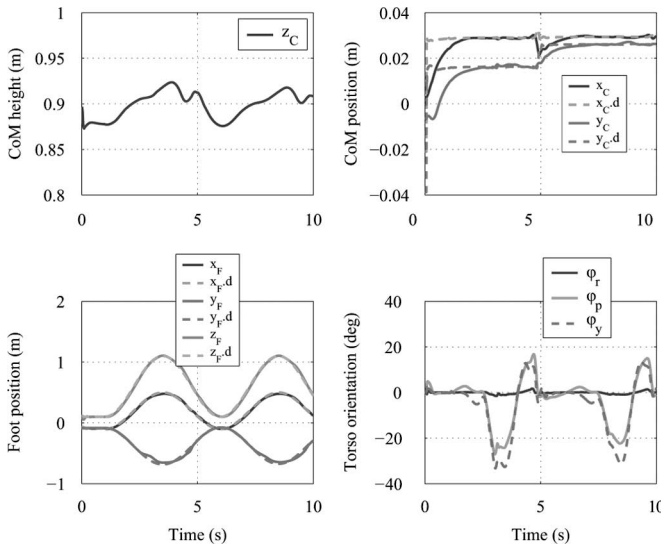 CoM height (m)
1
0.95
0.9
0.85
0.8
0
5
10
z_C
CoM position (m)
0.04
0.02
0
−0.02
−0.04
0
5
10
x_C
x_C.d
y_C
y_C.d
Foot position (m)
2
1
0
−1
0
5
10
x_F
x_F.d
y_F
y_F.d
z_F
z_F.d
Time (s)
Torso orientation (deg)
40
20
0
−20
−40
0
5
10
φ_r
φ_p
φ_y
Time (s)